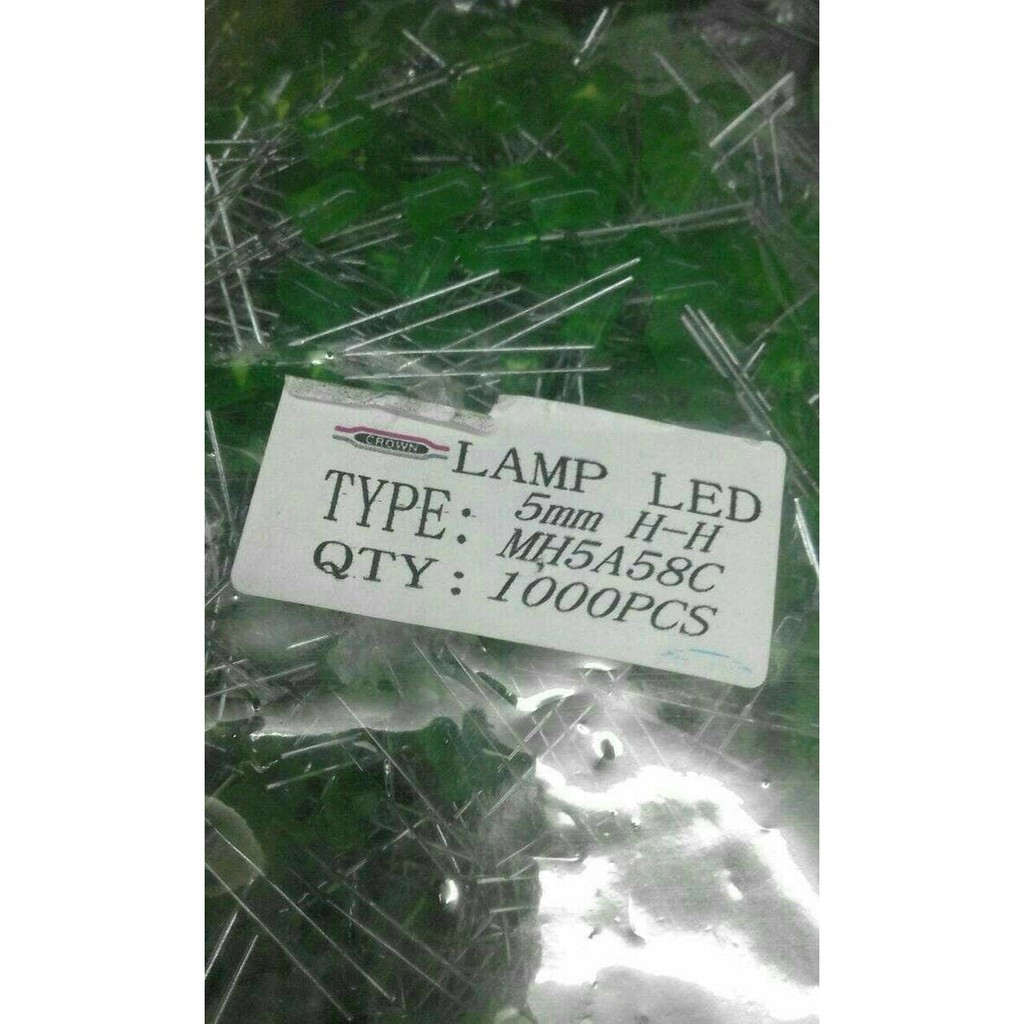 CROWN
LAMP LED
TYPE: 5mm H-H
MH5A58C
QTY: 1000PCS